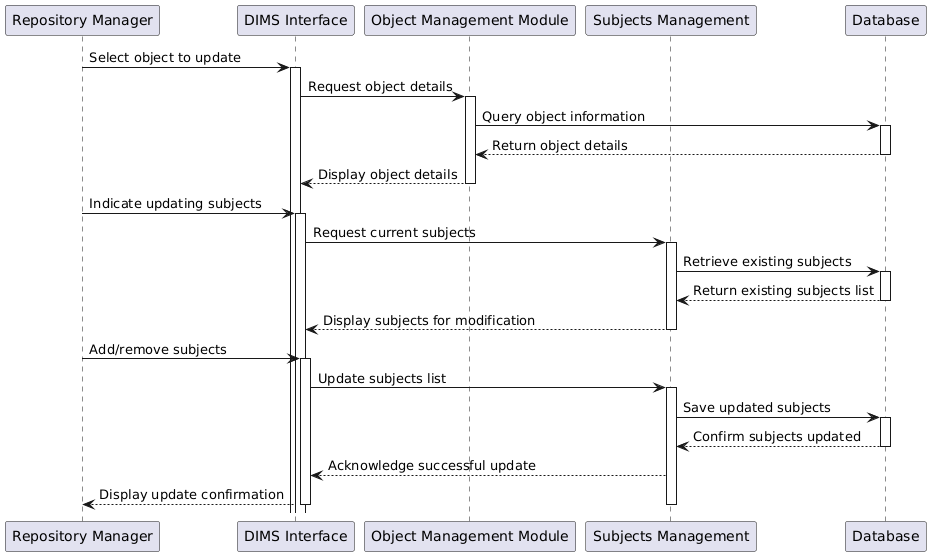 Repository Manager
DIMS Interface
Object Management Module
Subjects Management
Database
Select object to update
Request object details
Query object information
Return object details
Display object details
Indicate updating subjects
Request current subjects
Retrieve existing subjects
Return existing subjects list
Display subjects for modification
Add/remove subjects
Update subjects list
Save updated subjects
Confirm subjects updated
Acknowledge successful update
Display update confirmation
Repository Manager
DIMS Interface
Object Management Module
Subjects Management
Database